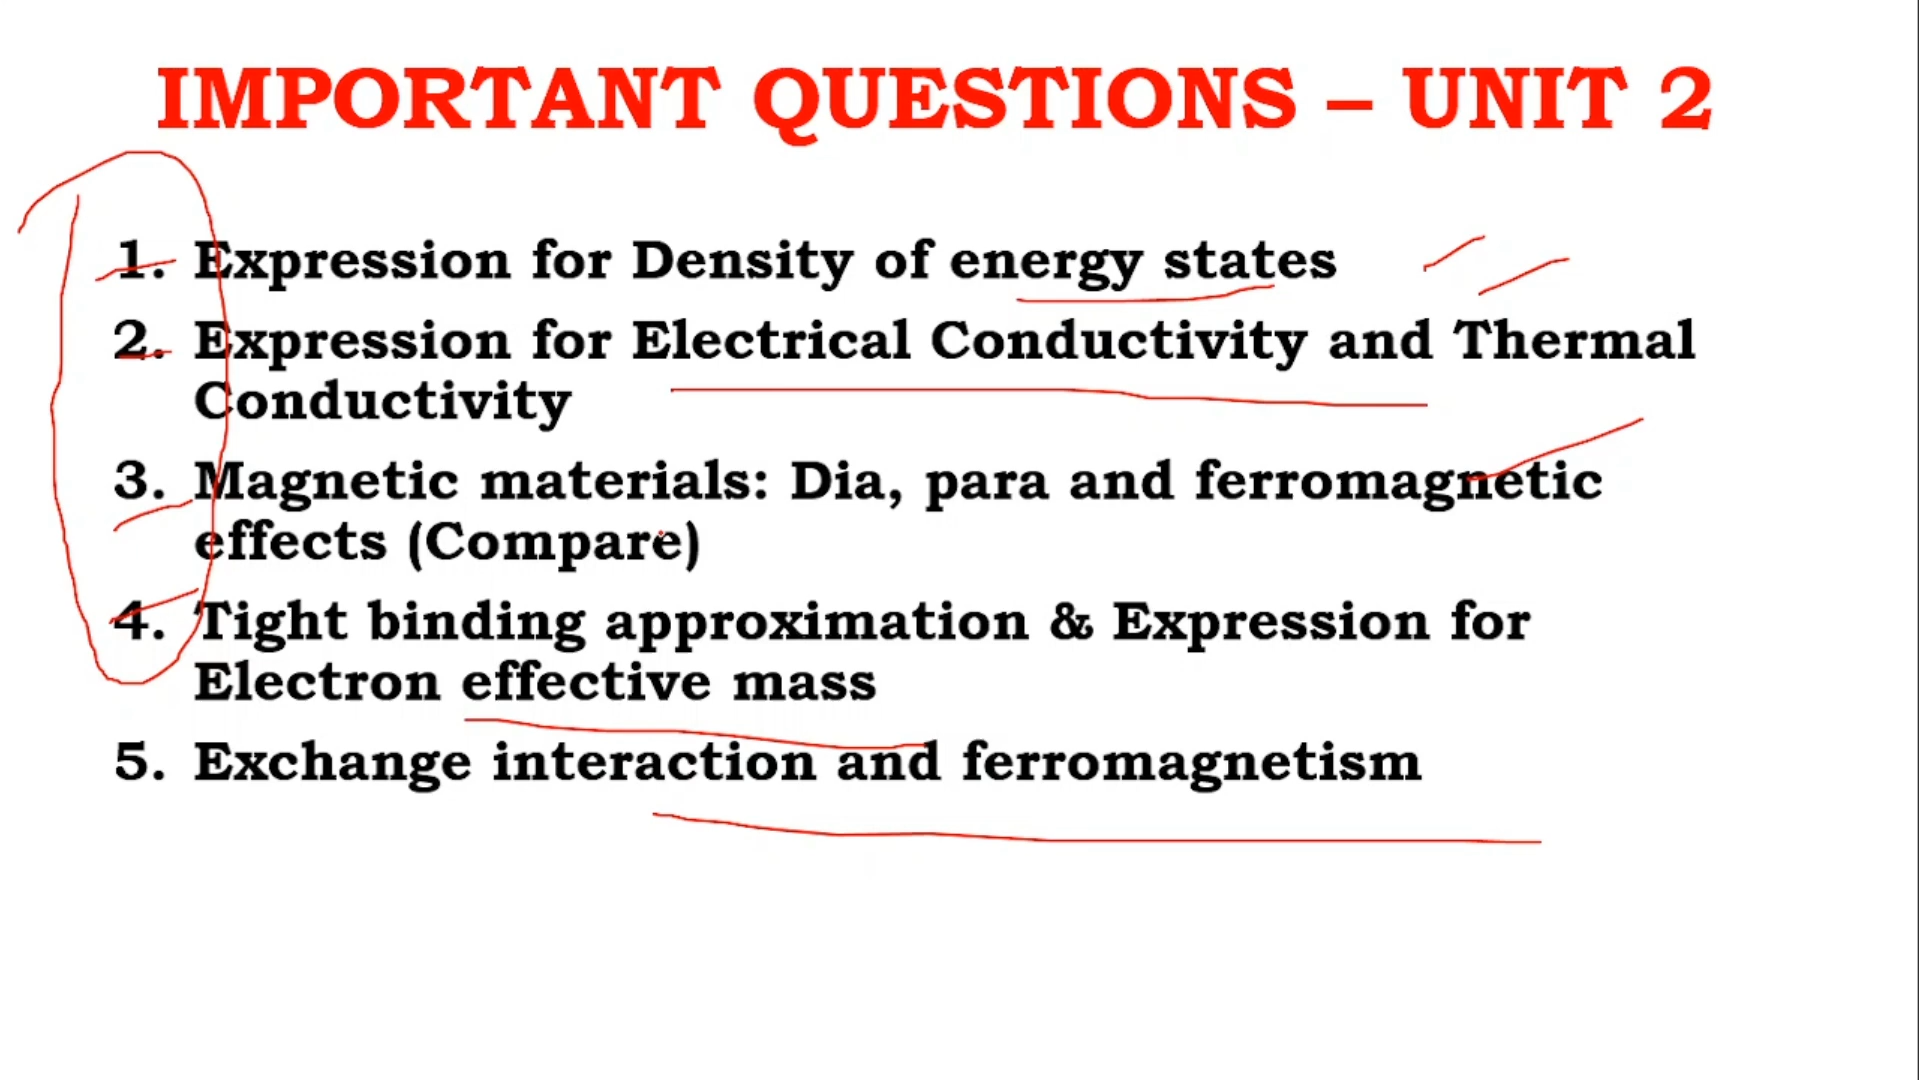 IMPORTANT QUESTIONS – UNIT 2
1. Expression for Density of energy states
2. Expression for Electrical Conductivity and Thermal
Conductivity
3. Magnetic materials: Dia, para and ferromagnetic
effects (Compare)
4. Tight binding approximation & Expression for
Electron effective mass
5. Exchange interaction and ferromagnetism